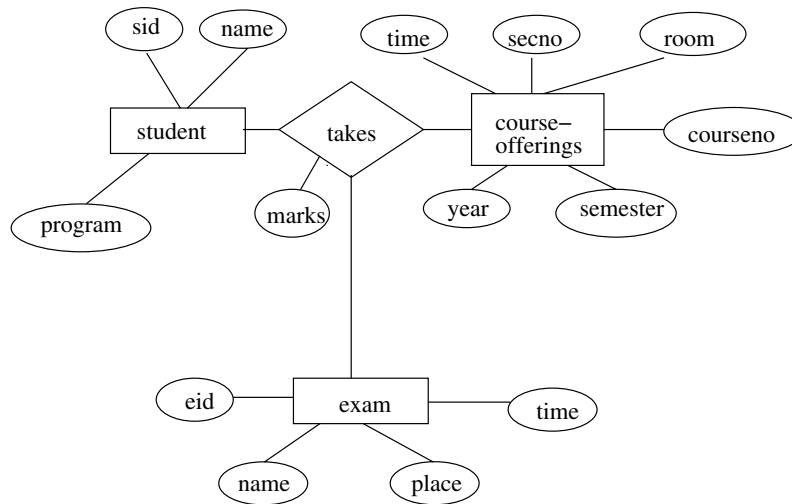 sid
name
time
secno
room
student
takes
course–
offerings
courseno
program
marks
year
semester
eid
exam
time
name
place